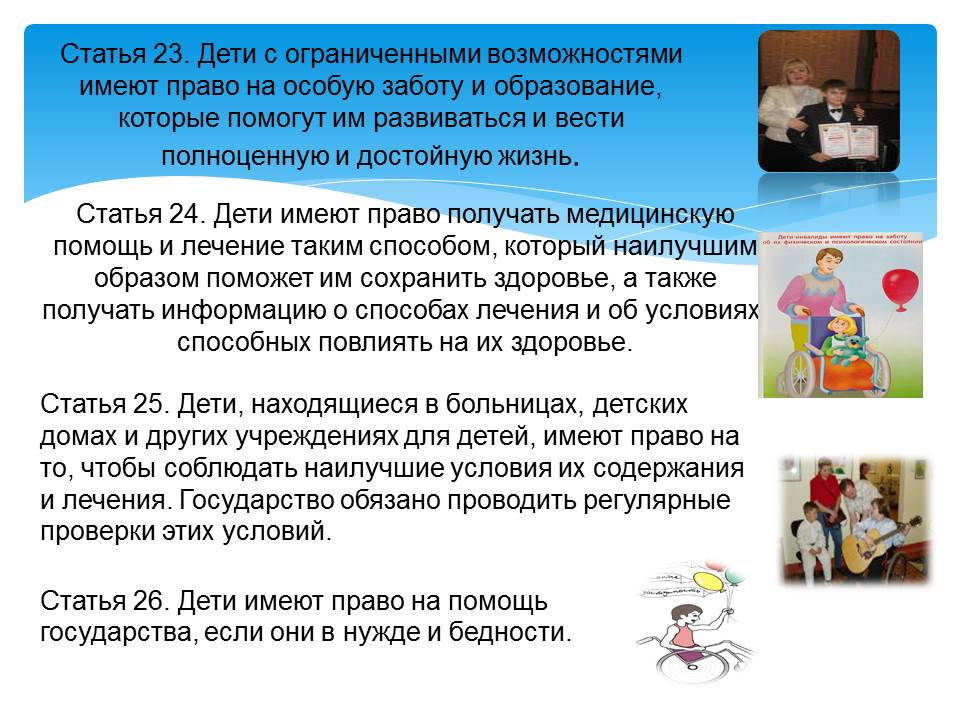 Статья 23. Дети с ограниченными возможностями
имеют право на особую заботу и образование,
которые помогут им развиваться и вести
полноценную и достойную жизнь.
Статья 24. Дети имеют право получать медицинскую
помощь и лечение таким способом, который наилучшим
образом поможет им сохранить здоровье, а также
получать информацию о способах лечения и об условиях,
способных повлиять на их здоровье.
Дети-инвалиды имеют право на заботу
об их физическом и психологическом состоянии
Статья 25. Дети, находящиеся в больницах, детских
домах и других учреждениях для детей, имеют право на
то, чтобы соблюдать наилучшие условия их содержания
и лечения. Государство обязано проводить регулярные
проверки этих условий.
Статья 26. Дети имеют право на помощь
государства, если они в нужде и бедности.